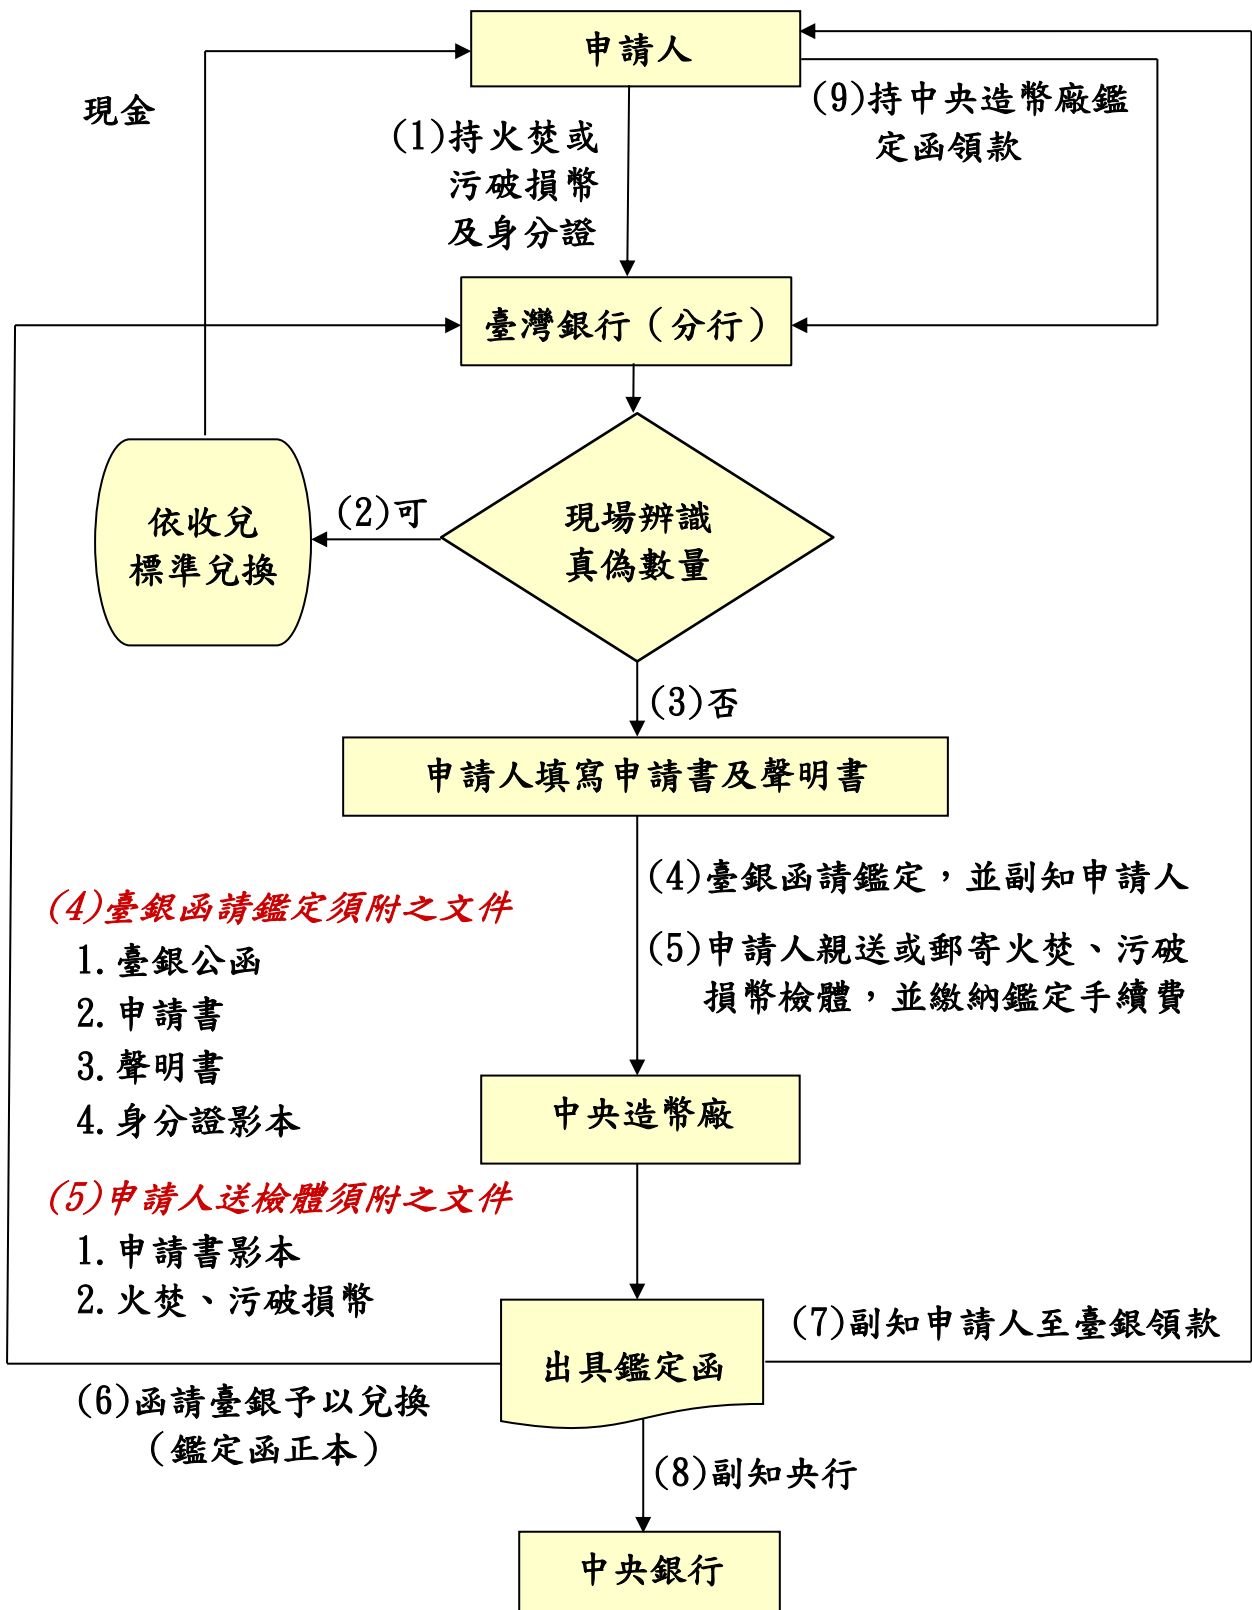 申請人
現金
(1)持火焚或
污破損幣
及身分證
(9)持中央造幣廠鑑
定函領款
臺灣銀行（分行）
現場辨識
真偽數量
(2)可
依收兌
標準兌換
(3)否
申請人填寫申請書及聲明書
(4)臺銀函請鑑定，並副知申請人
(5)申請人親送或郵寄火焚、污破
損幣檢體，並繳納鑑定手續費
(4)臺銀函請鑑定須附之文件
1.臺銀公函
2.申請書
3.聲明書
4.身分證影本
(5)申請人送檢體須附之文件
1.申請書影本
2.火焚、污破損幣
中央造幣廠
出具鑑定函
(7)副知申請人至臺銀領款
(6)函請臺銀予以兌換
（鑑定函正本）
(8)副知央行
中央銀行